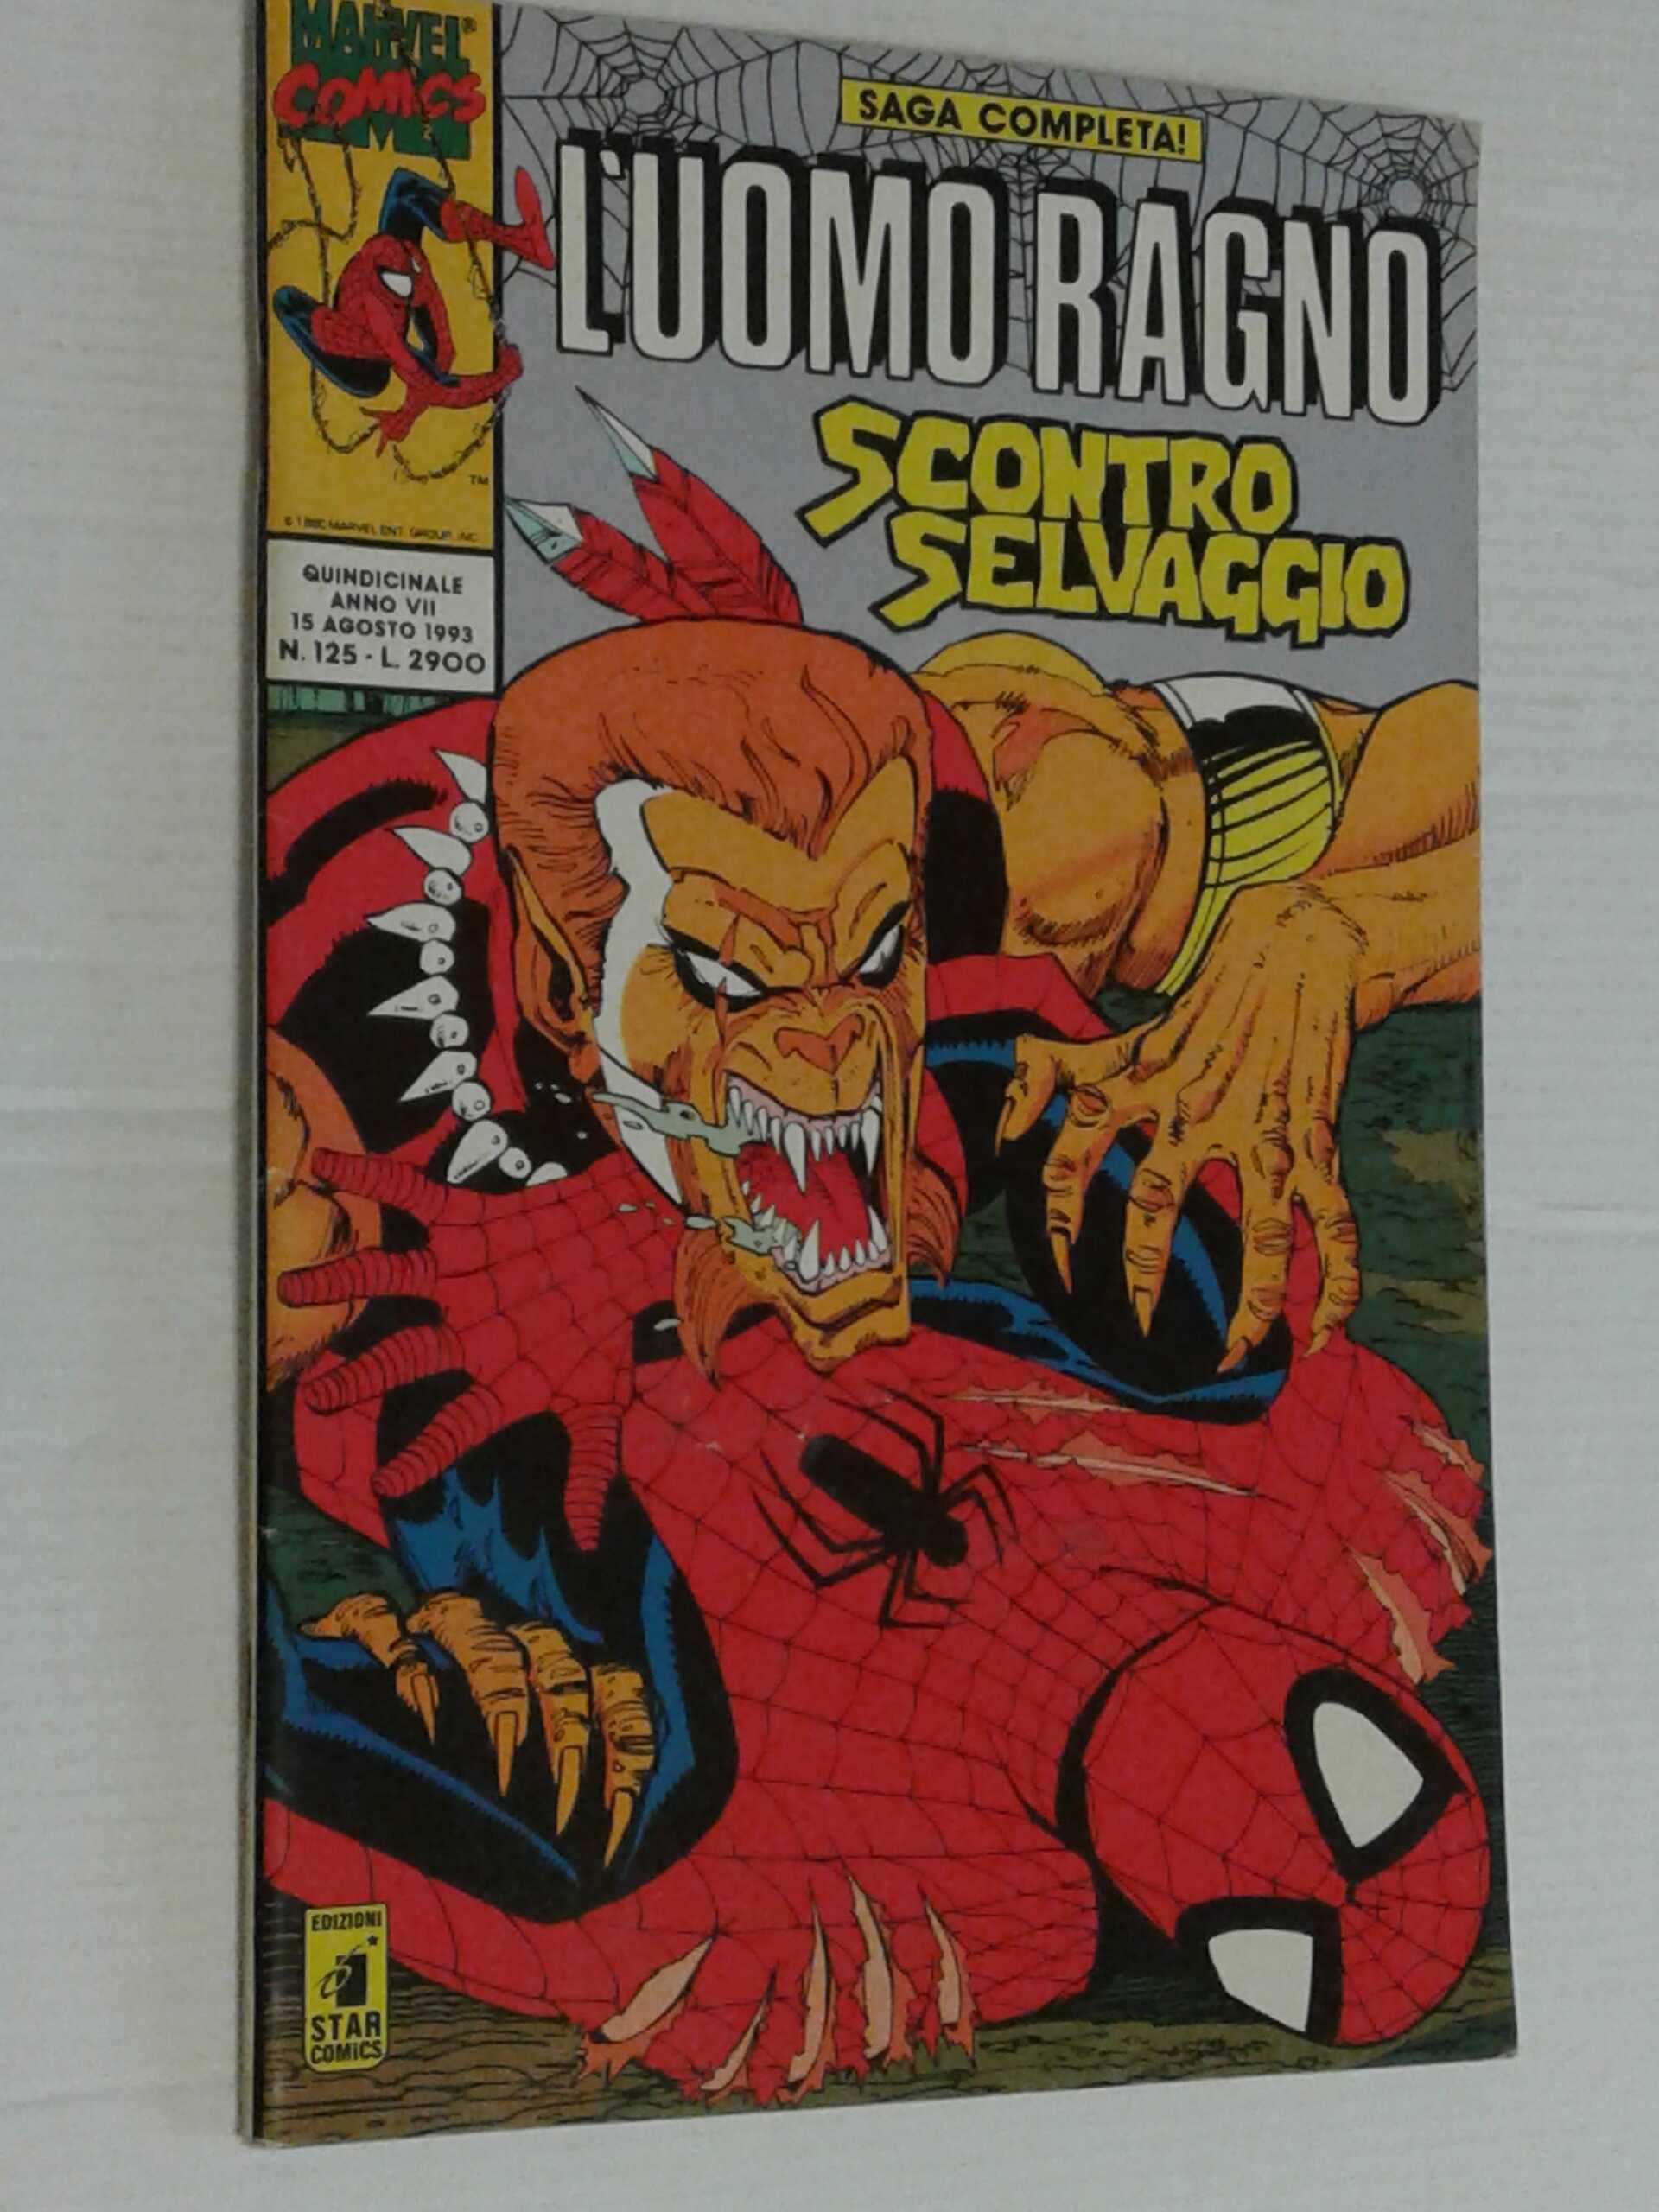 MARVEL®
COMICS
TM
QUINDICINALE
ANNO VII
15 AGOSTO 1993
N. 125 - L. 2900
SAGA COMPLETA!
L'UOMO RAGNO
SCONTRO
SELVAGGIO
EDIZIONI
STAR
COMICS